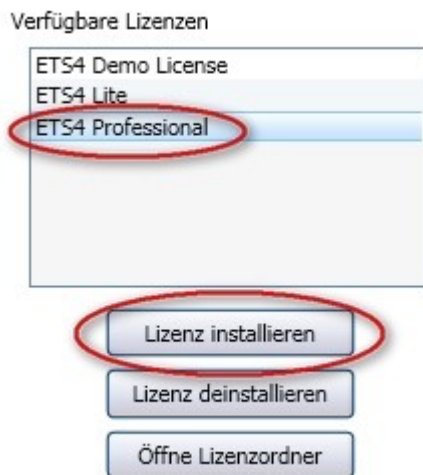 Verfügbare Lizenzen
ETS4 Demo License
ETS4 Lite
ETS4 Professional
Lizenz installieren
Lizenz deinstallieren
Öffne Lizenzordner